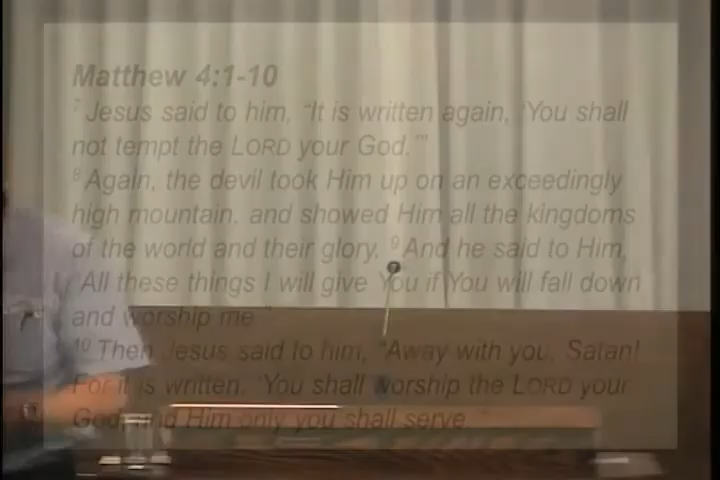 Matthew 4:1-10
7 Jesus said to him, "It is written again, 'You shall
not tempt the LORD your God.'"
8 Again, the devil took Him up on an exceedingly
high mountain, and showed Him all the kingdoms
of the world and their glory. 9 And he said to Him,
"All these things I will give You if You will fall down
and worship me."
10 Then Jesus said to him, "Away with you, Satan!
For it is written, 'You shall worship the LORD your
God, and Him only you shall serve.'"